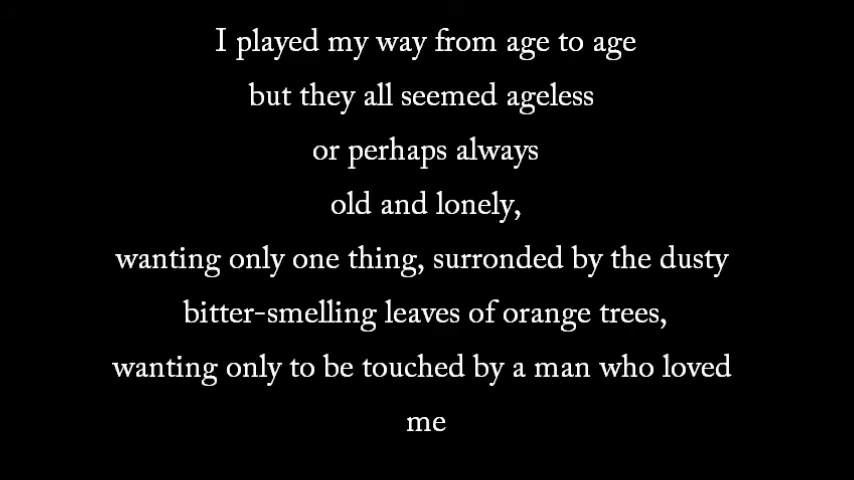 I played my way from age to age
but they all seemed ageless
or perhaps always
old and lonely,
wanting only one thing, surronded by the dusty
bitter-smelling leaves of orange trees,
wanting only to be touched by a man who loved
me